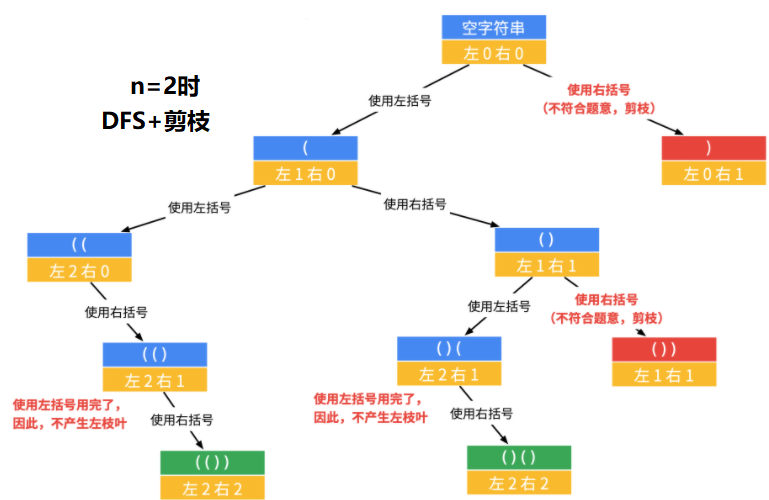 空字符串
左0右0
n=2时
DFS+剪枝
使用左括号
使用右括号
(不符合题意，剪枝)
(
左1右0
)
左0右1
使用左括号
使用右括号
((
左2右0
()
左1右1
使用右括号
使用左括号
使用右括号
(不符合题意，剪枝)
(()
左2右1
()(
左2右1
())
左1右1
使用左括号用完了，
因此，不产生左枝叶
使用右括号
使用左括号用完了，
因此，不产生左枝叶
使用右括号
(())
左2右2
()()
左2右2